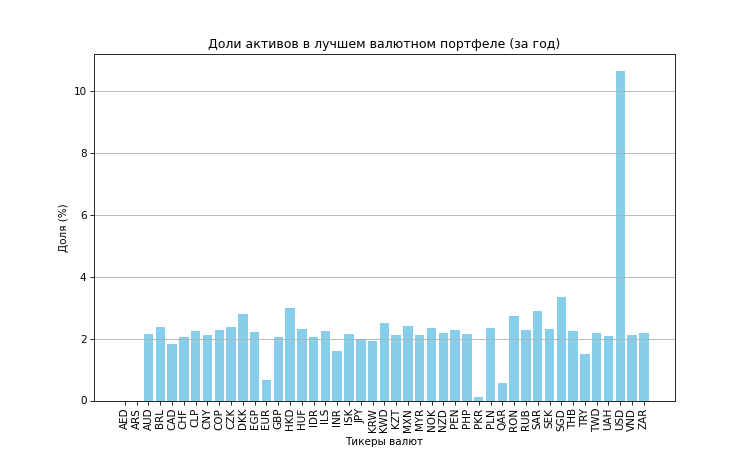 Доли активов в лучшем валютном портфеле (за год)
Доля (%)
10
8
6
4
2
0
AED ARS AUD BRL CAD CHF CLP CNY COP CZK DKK EGP EUR GBP HKD HUF IDR ILS INR ISK JPY KRW KWD KZT MXN MYR NOK NZD PEN PHP PKR PLN QAR RON RUB SAR SEK SGD THB TRY TWD UAH USD VND ZAR
Тикеры валют